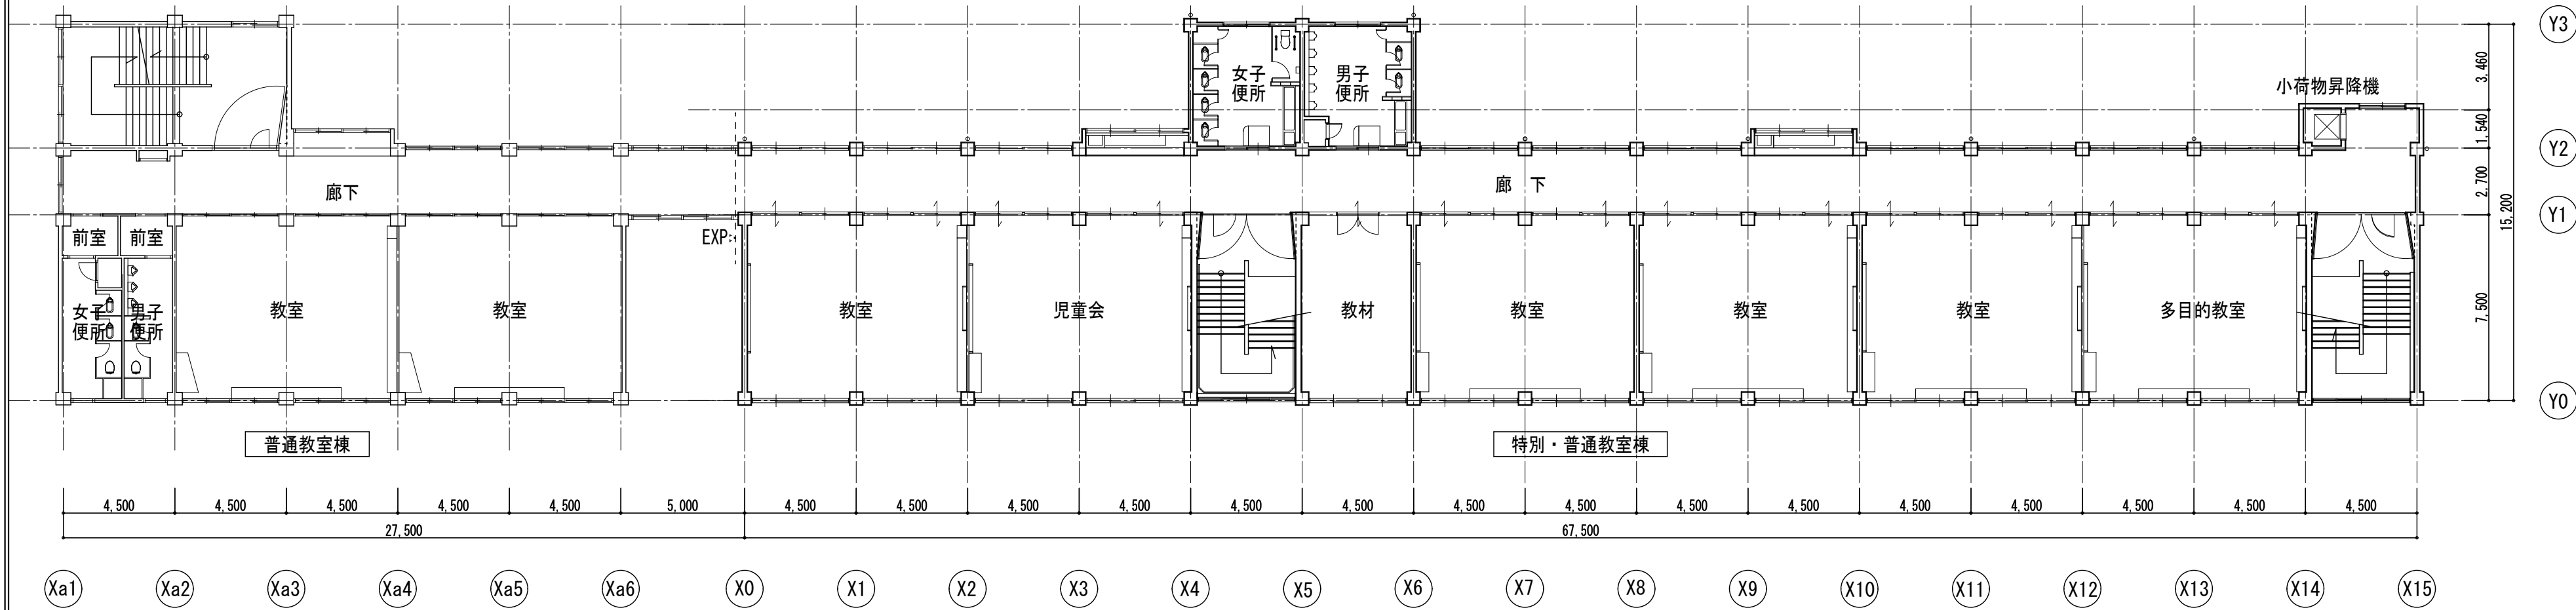 Y3
女子
便所
男子
便所
小荷物昇降機
3,460
1,540
Y2
廊下
廊 下
2,700
15,200
Y1
前室
前室
EXP.
女子
便所
男子
便所
教室
教室
教室
児童会
教材
教室
教室
教室
多目的教室
7,500
Y0
普通教室棟
特別・普通教室棟
4,500 4,500 4,500 4,500 4,500 5,000 4,500 4,500 4,500 4,500 4,500 4,500 4,500 4,500 4,500 4,500 4,500 4,500 4,500 4,500 4,500
27,500 67,500
Xa1 Xa2 Xa3 Xa4 Xa5 Xa6 X0 X1 X2 X3 X4 X5 X6 X7 X8 X9 X10 X11 X12 X13 X14 X15